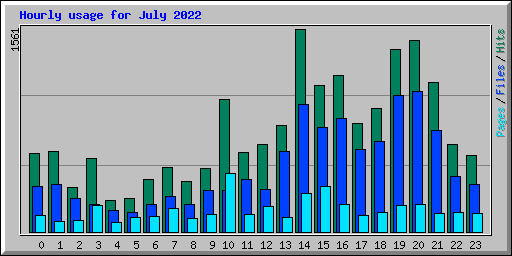 Hourly usage for July 2022
1561
Pages/Files/Hits
0 1 2 3 4 5 6 7 8 9 10 11 12 13 14 15 16 17 18 19 20 21 22 23